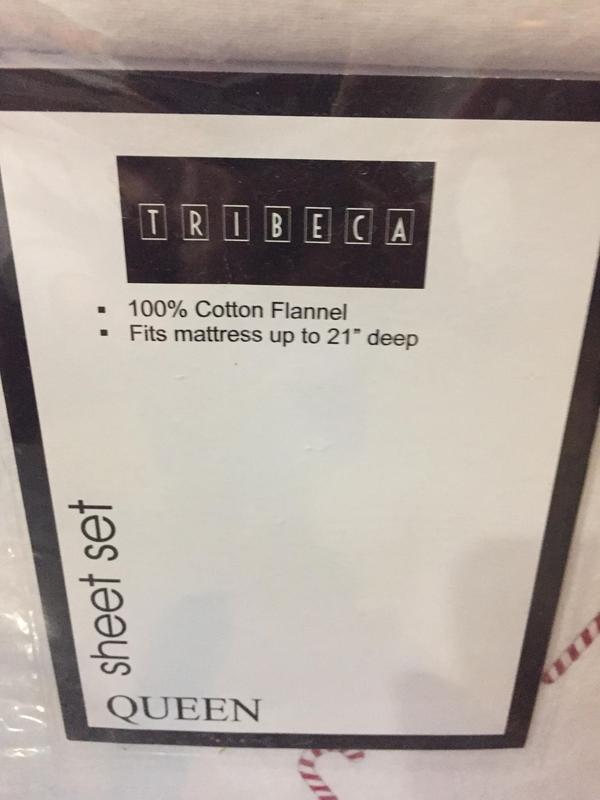 TRIBECA
▪ 100% Cotton Flannel
▪ Fits mattress up to 21" deep
sheet set
QUEEN